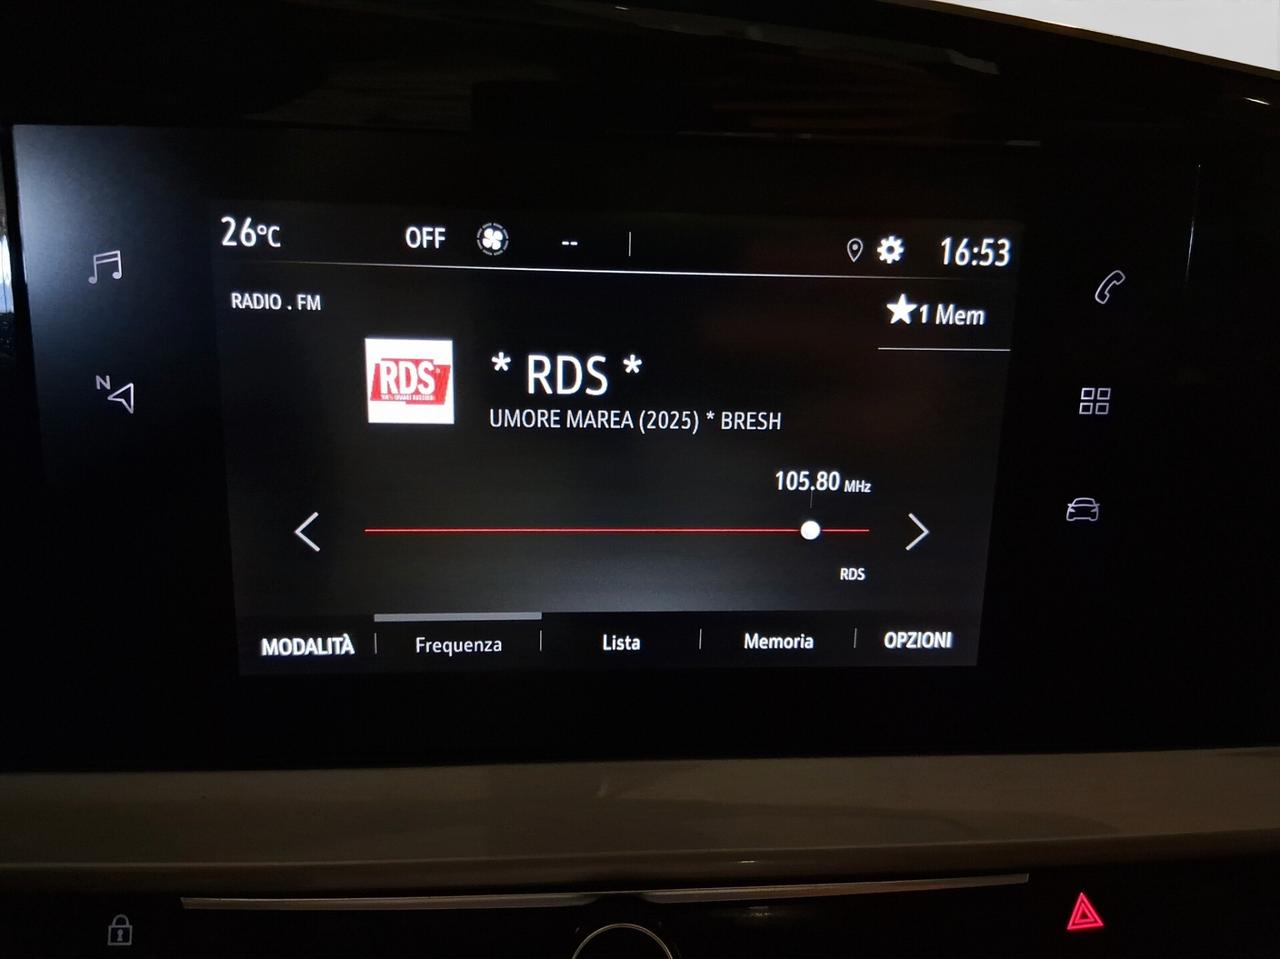 26°C OFF -- 16:53
RADIO . FM
★1 Mem
RDS
* RDS *
UMORE MAREA (2025) * BRESH
105.80 MHz
RDS
MODALITÀ Frequenza Lista Memoria OPZIONI
N